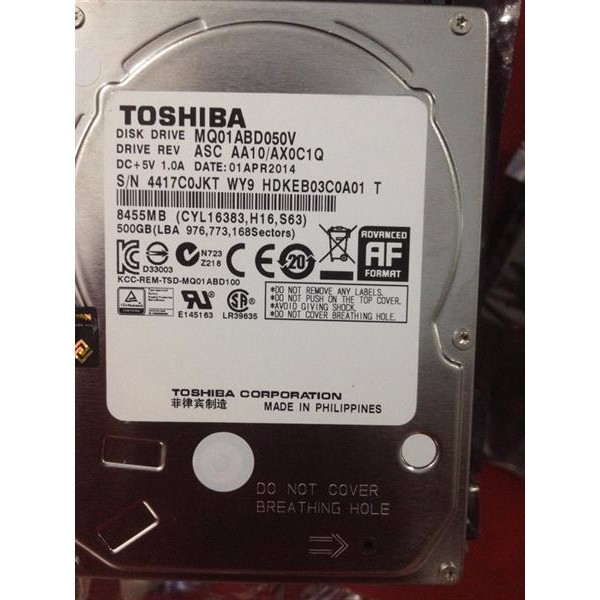 TOSHIBA
DISK DRIVE MQ01ABD050V
DRIVE REV ASC AA10/AX0C1Q
DC+5V 1.0A DATE:01APR2014
S/N 4417C0JKT WY9 HDKEB03C0A01 T
8455MB (CYL16383,H16,S63)
500GB(LBA 976,773,168Sectors)
D33003
N723
Z218
CE
20
ADVANCED
AF
FORMAT
KCC-REM-TSD-MQ01ABD100
E145163
LR39635
*DO NOT REMOVE ANY LABELS.
*DO NOT PUSH ON THE TOP COVER.
*AVOID GIVING SHOCK.
*DO NOT COVER BREATHING HOLE.
TOSHIBA CORPORATION
菲律宾制造 MADE IN PHILIPPINES
DO NOT COVER
BREATHING HOLE